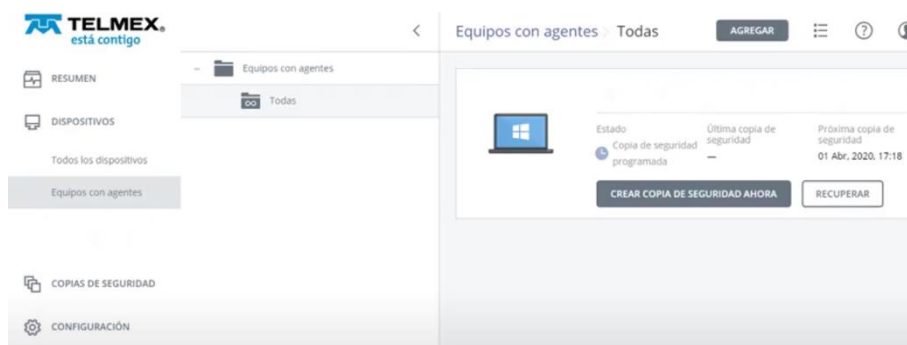 TELMEX®
está contigo
RESUMEN
DISPOSITIVOS
Todos los dispositivos
Equipos con agentes
COPIAS DE SEGURIDAD
CONFIGURACIÓN
Equipos con agentes
Todas
Equipos con agentes > Todas
AGREGAR
Estado
Copia de seguridad
programada
Última copia de
seguridad
—
Próxima copia de
seguridad
01 Abr, 2020, 17:18
CREAR COPIA DE SEGURIDAD AHORA
RECUPERAR